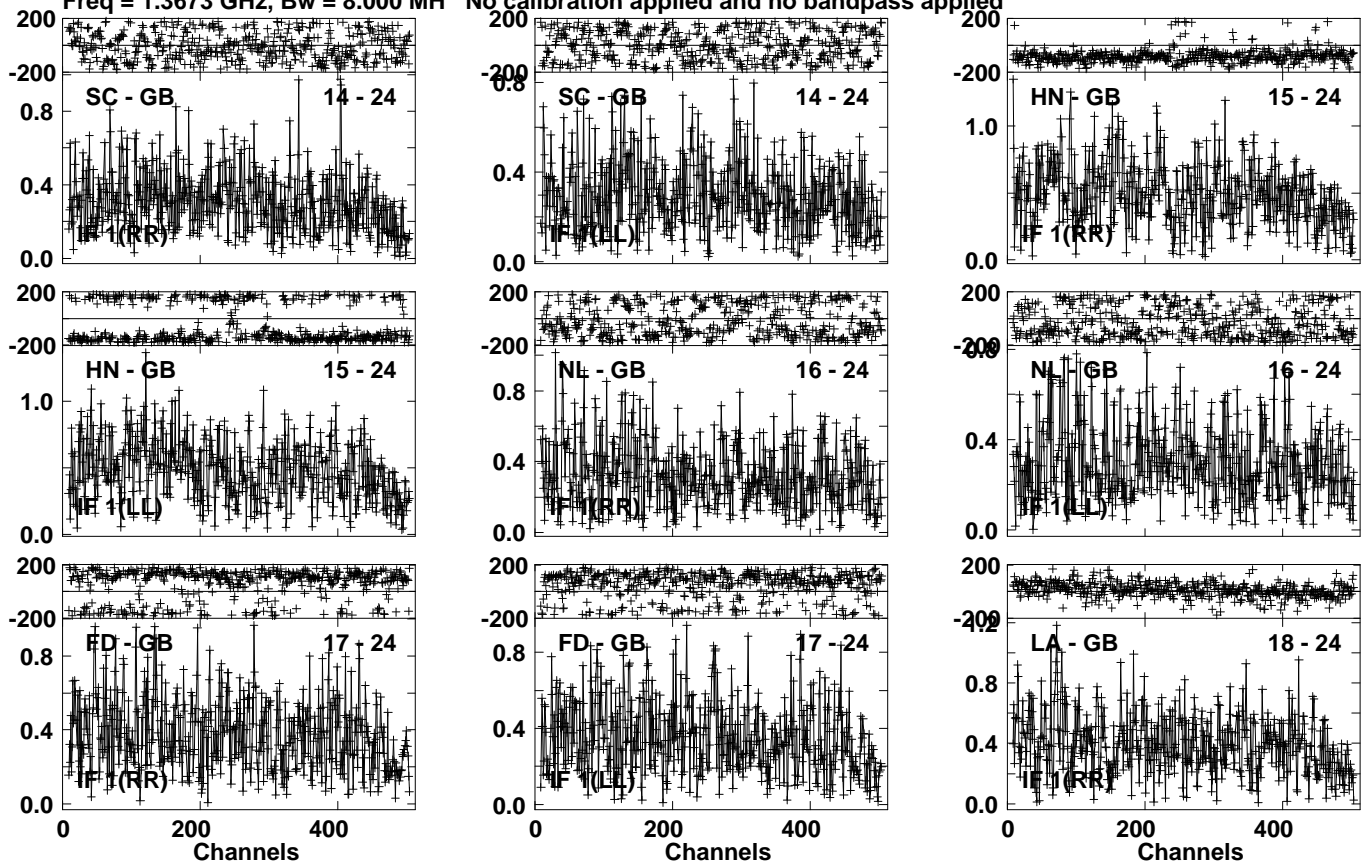 Freq = 1.3673 GHz, Bw = 8.000 MH No calibration applied and no bandpass applied
200
-200
SC - GB 14 - 24
0.8
0.4
0.0
IF 1(RR)
SC - GB 14 - 24
0.8
0.4
0.0
IF 1(LL)
200
-200
HN - GB 15 - 24
1.0
0.0
IF 1(RR)
200
-200
HN - GB 15 - 24
1.0
0.0
IF 1(LL)
200
-200
NL - GB 16 - 24
0.8
0.4
0.0
IF 1(RR)
200
-200
0.8
NL - GB 16 - 24
0.4
0.0
IF 1(LL)
200
-200
FD - GB 17 - 24
0.8
0.4
0.0
IF 1(RR)
0 200 400
Channels
200
-200
FD - GB 17 - 24
0.8
0.4
0.0
IF 1(LL)
0 200 400
Channels
200
-200
1.2
LA - GB 18 - 24
0.8
0.4
0.0
IF 1(RR)
0 200 400
Channels